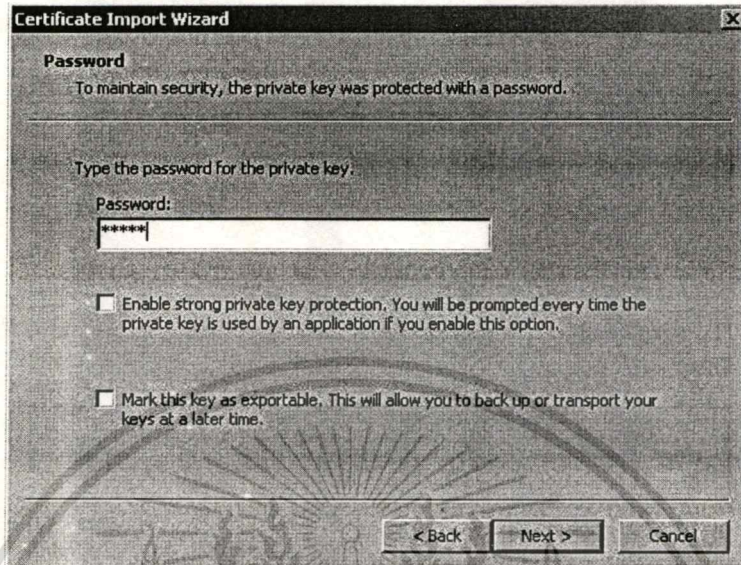 Certificate Import Wizard
Password
To maintain security, the private key was protected with a password.
Type the password for the private key.
Password:
*****
Enable strong private key protection. You will be prompted every time the
private key is used by an application if you enable this option.
Mark this key as exportable. This will allow you to back up or transport your
keys at a later time.
< Back
Next >
Cancel